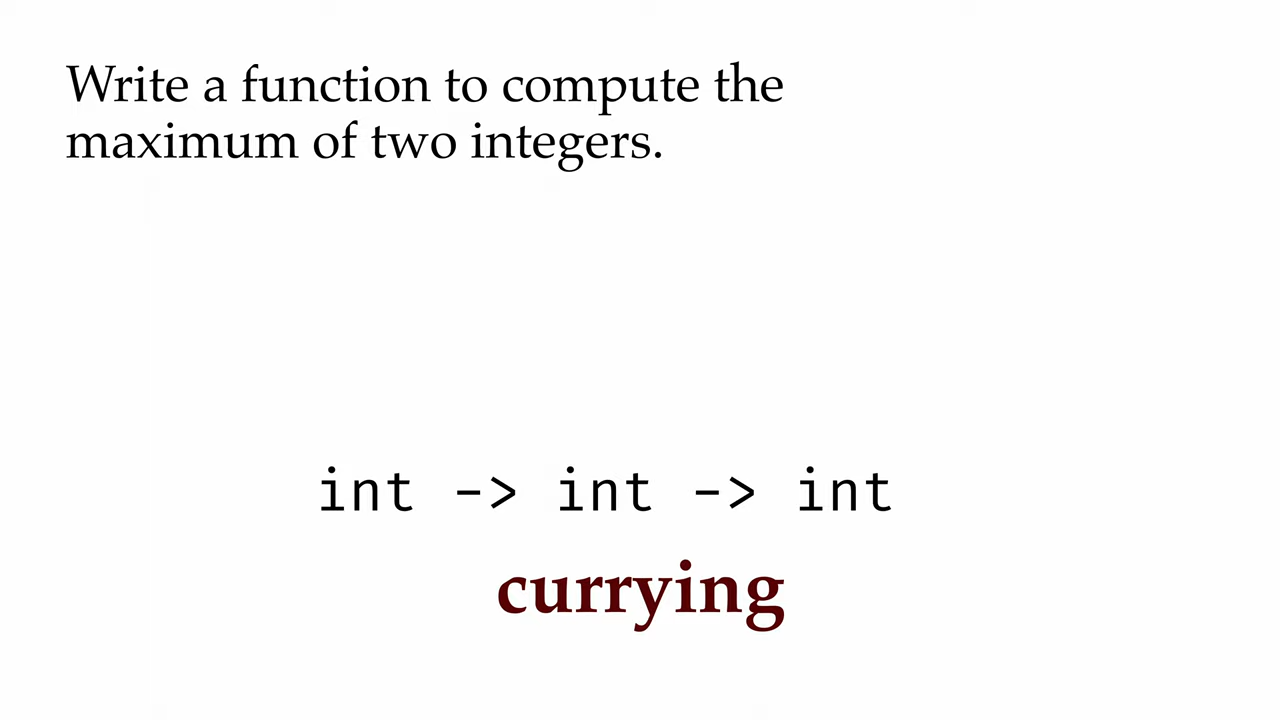 Write a function to compute the
maximum of two integers.
int -> int -> int
currying